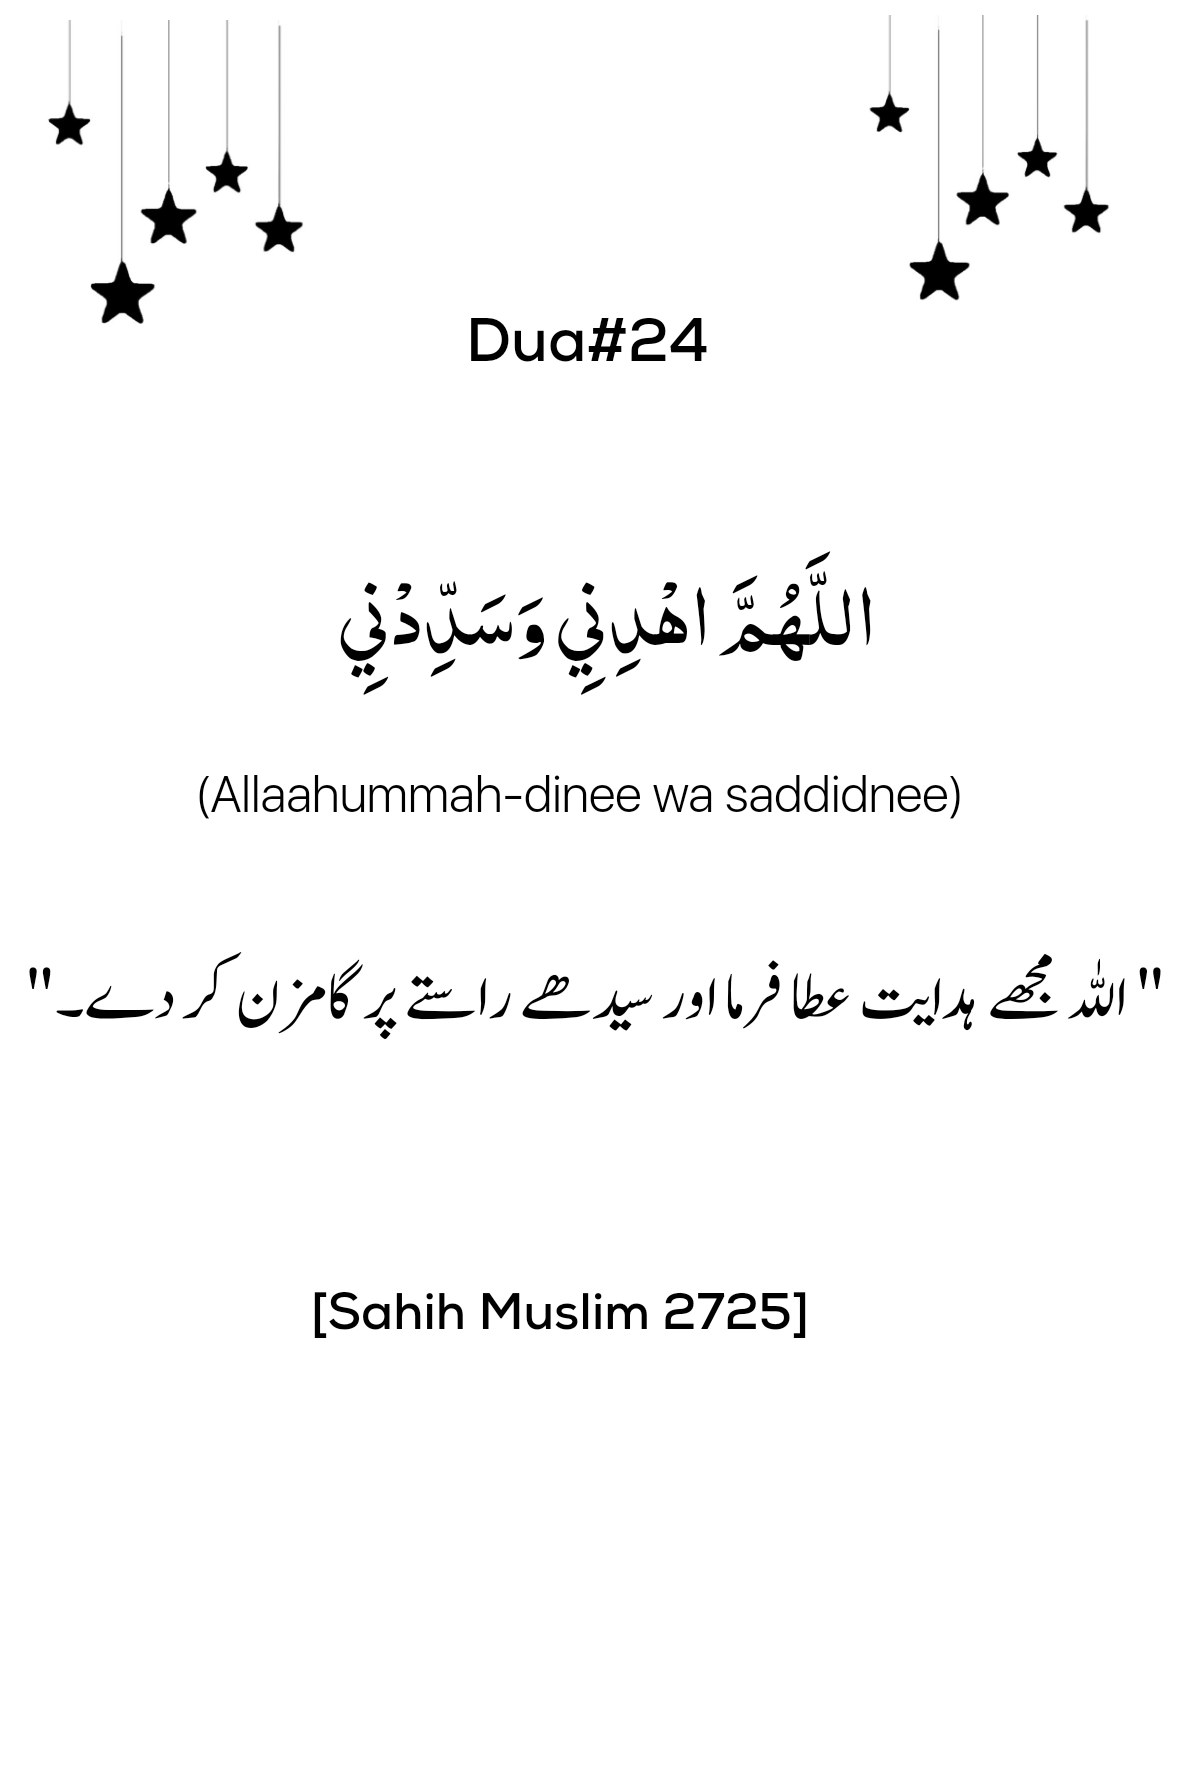 Dua#24
اللَّهُمَّ اهْدِنِي وَسَدِّدْنِي
(Allaahummah-dinee wa saddidnee)
" اللہ مجھے ہدایت عطا فرما اور سیدھے راستے پر گامزن کر دے۔"
[Sahih Muslim 2725]